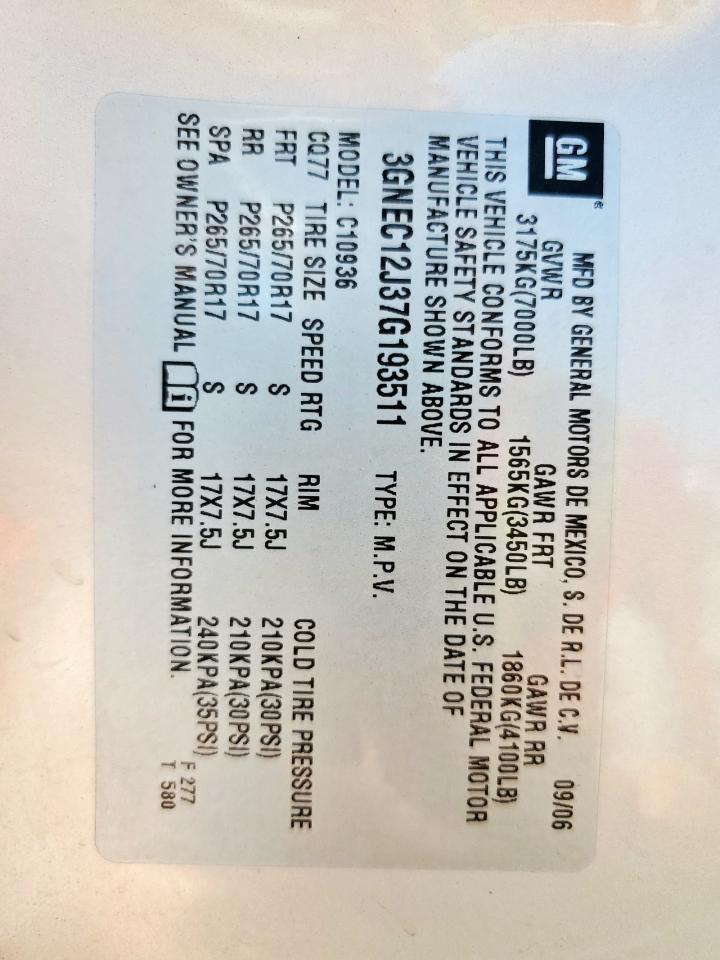 GM®
MFD BY GENERAL MOTORS DE MEXICO, S. DE R.L. DE C.V. 09/06
GVWR GAWR FRT GAWR RR
3175KG(7000LB) 1565KG(3450LB) 1860KG(4100LB)
THIS VEHICLE CONFORMS TO ALL APPLICABLE U.S. FEDERAL MOTOR
VEHICLE SAFETY STANDARDS IN EFFECT ON THE DATE OF
MANUFACTURE SHOWN ABOVE.
3GNEC12J37G193511 TYPE: M.P.V.
MODEL: C10936
CQ77 TIRE SIZE SPEED RTG RIM COLD TIRE PRESSURE
FRT P265/70R17 S 17X7.5J 210KPA(30PSI)
RR P265/70R17 S 17X7.5J 210KPA(30PSI)
SPA P265/70R17 S 17X7.5J 240KPA(35PSI)
SEE OWNER'S MANUAL i FOR MORE INFORMATION.
F 277
T 580